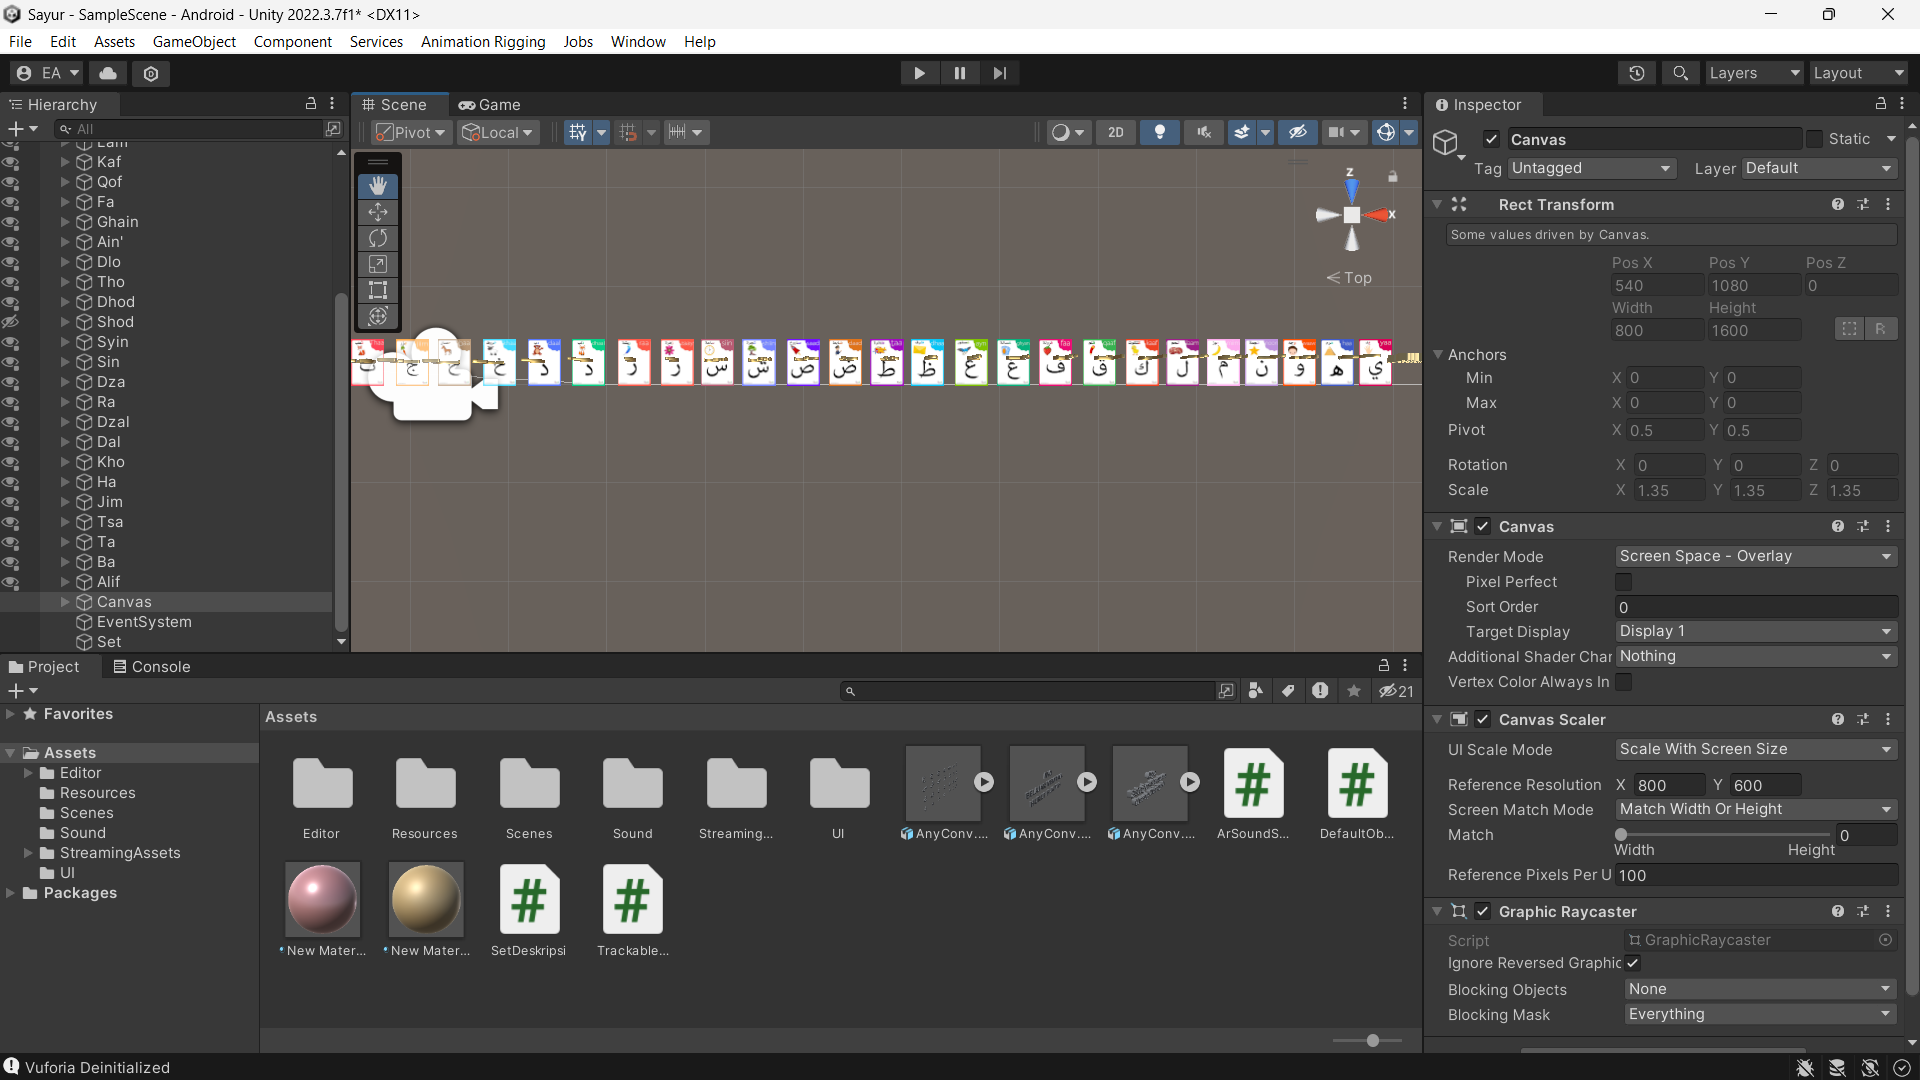 Sayur - SampleScene - Android - Unity 2022.3.7f1* <DX11>
File Edit Assets GameObject Component Services Animation Rigging Jobs Window Help
EA
Layers
Layout
Hierarchy
All
Lam
Kaf
Qof
Fa
Ghain
Ain'
Dlo
Tho
Dhod
Shod
Syin
Sin
Dza
Ra
Dzal
Dal
Kho
Ha
Jim
Tsa
Ta
Ba
Alif
Canvas
EventSystem
Set
Scene
Game
Pivot
Local
2D
z
x
Top
ج ح خ د ذ ر ز س ش ص ض ط ظ ع غ ف ق ك ل م ن و ه ي
Project
Console
21
Favorites
Assets
Editor
Resources
Scenes
Sound
StreamingAssets
UI
Packages
Assets
Editor
Resources
Scenes
Sound
Streaming...
UI
AnyConv....
AnyConv....
AnyConv....
ArSoundS...
DefaultOb...
New Mater...
New Mater...
SetDeskripsi
Trackable...
Inspector
Canvas
Static
Tag Untagged
Layer Default
Rect Transform
Some values driven by Canvas.
Pos X Pos Y Pos Z
540 1080 0
Width Height
800 1600
R
Anchors
Min X 0 Y 0
Max X 0 Y 0
Pivot X 0.5 Y 0.5
Rotation X 0 Y 0 Z 0
Scale X 1.35 Y 1.35 Z 1.35
Canvas
Render Mode Screen Space - Overlay
Pixel Perfect
Sort Order 0
Target Display Display 1
Additional Shader Char Nothing
Vertex Color Always In
Canvas Scaler
UI Scale Mode Scale With Screen Size
Reference Resolution X 800 Y 600
Screen Match Mode Match Width Or Height
Match 0
Width Height
Reference Pixels Per U 100
Graphic Raycaster
Script GraphicRaycaster
Ignore Reversed Graphic
Blocking Objects None
Blocking Mask Everything
Vuforia Deinitialized